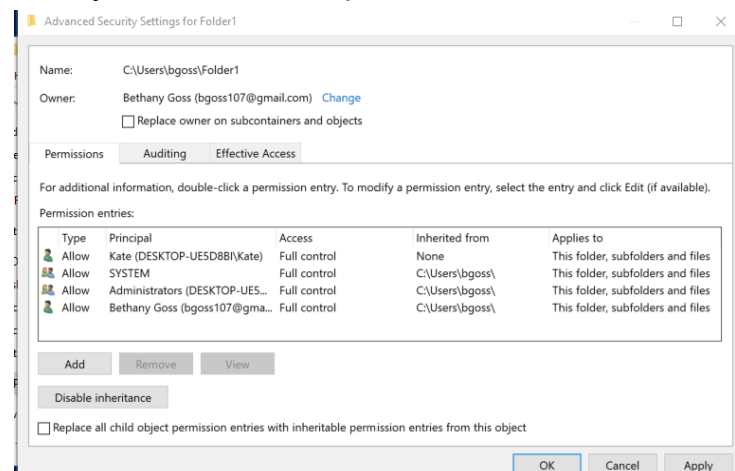 Advanced Security Settings for Folder1
Name: C:\Users\bgoss\Folder1
Owner: Bethany Goss (bgoss107@gmail.com) Change
Replace owner on subcontainers and objects
Permissions Auditing Effective Access
For additional information, double-click a permission entry. To modify a permission entry, select the entry and click Edit (if available).
Permission entries:
Type Principal Access Inherited from Applies to
Allow Kate (DESKTOP-UE5D8BI\Kate) Full control None This folder, subfolders and files
Allow SYSTEM Full control C:\Users\bgoss\ This folder, subfolders and files
Allow Administrators (DESKTOP-UE5... Full control C:\Users\bgoss\ This folder, subfolders and files
Allow Bethany Goss (bgoss107@gma... Full control C:\Users\bgoss\ This folder, subfolders and files
Add Remove View
Disable inheritance
Replace all child object permission entries with inheritable permission entries from this object
OK Cancel Apply